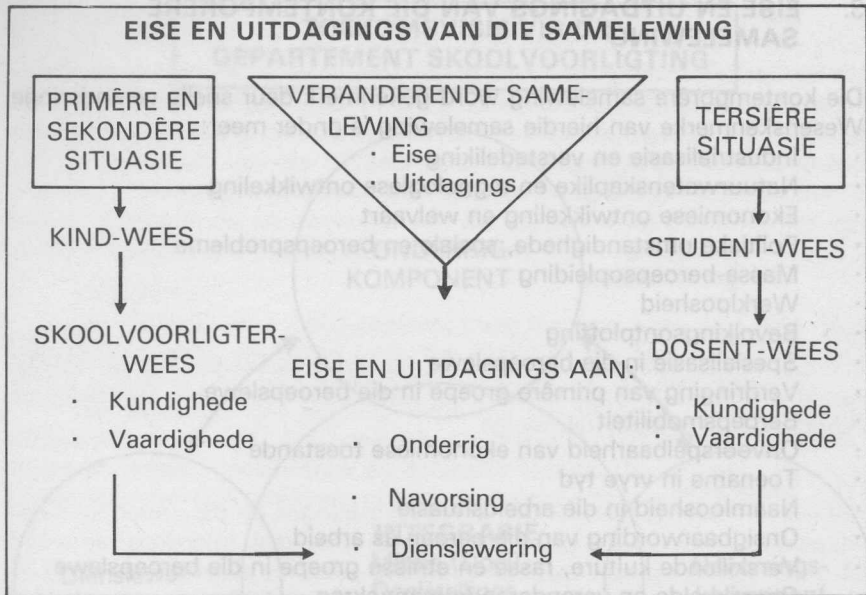 EISE EN UITDAGINGS VAN DIE SAMELEWING
PRIMÊRE EN
SEKONDÊRE
SITUASIE
KIND-WEES
SKOOLVOORLIGTER-
WEES
· Kundighede
· Vaardighede
VERANDERENDE SAME-
LEWING
· Eise
· Uitdagings
EISE EN UITDAGINGS AAN:
· Onderrig
· Navorsing
· Dienslewering
TERSIÊRE
SITUASIE
STUDENT-WEES
DOSENT-WEES
· Kundighede
· Vaardighede